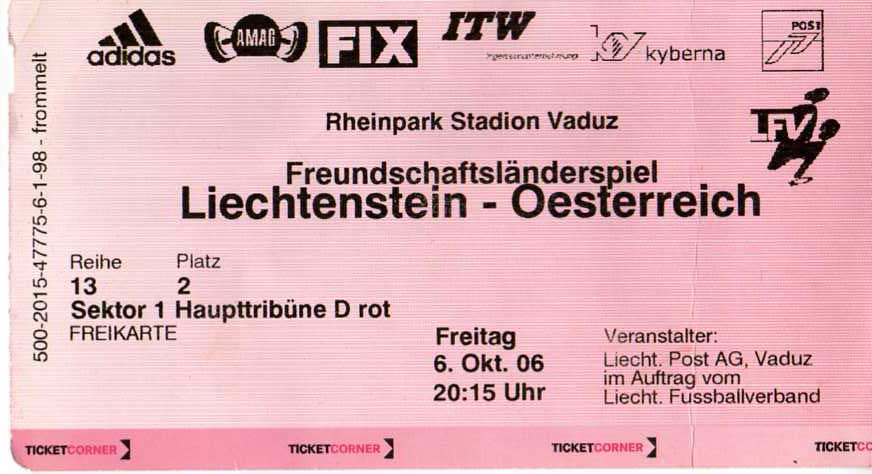 adidas
AMAG
FIX
ITW
kyberna
POST
LFV
Rheinpark Stadion Vaduz
Freundschaftsländerspiel
Liechtenstein - Oesterreich
500-2015-47775-6-1-98 - frommelt
Reihe Platz
13 2
Sektor 1 Haupttribüne D rot
FREIKARTE
Freitag
6. Okt. 06
20:15 Uhr
Veranstalter:
Liecht. Post AG, Vaduz
im Auftrag vom
Liecht. Fussballverband
TICKETCORNER TICKETCORNER TICKETCORNER TICKETCO